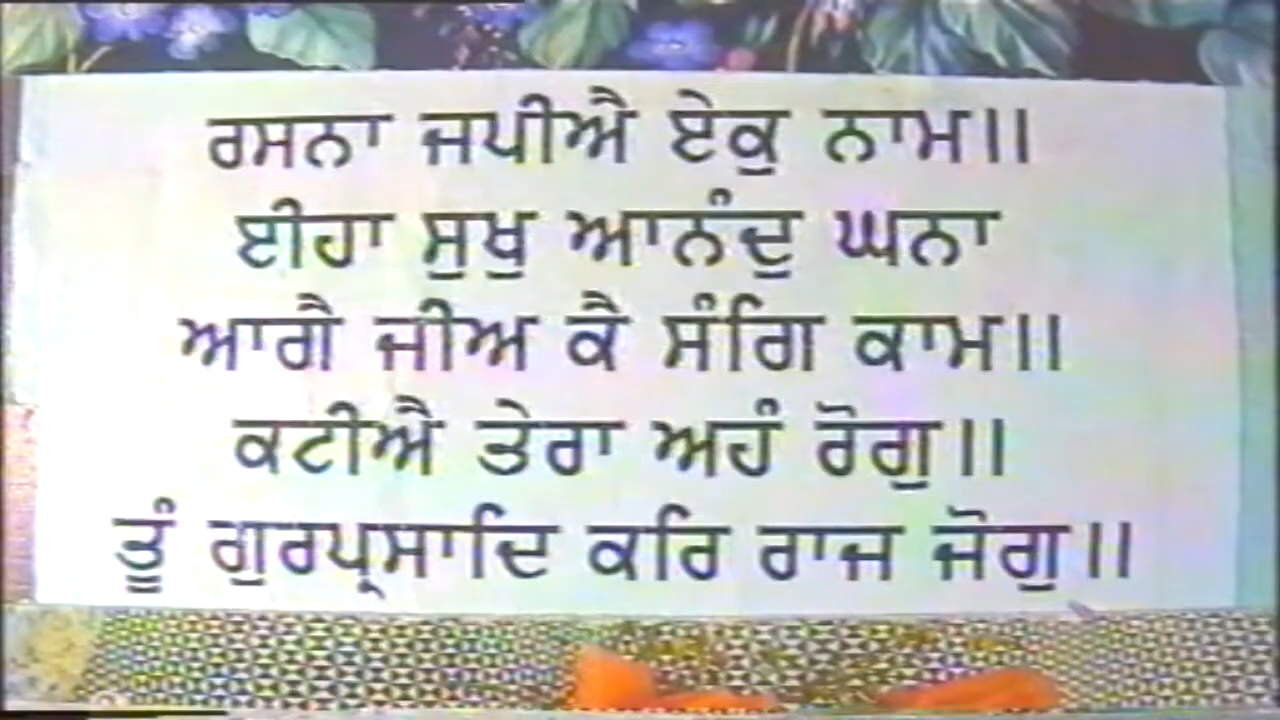 ਰਸਨਾ ਜਪੀਐ ਏਕੁ ਨਾਮ॥
ਈਹਾ ਸੁਖੁ ਆਨੰਦੁ ਘਨਾ
ਆਗੈ ਜੀਅ ਕੈ ਸੰਗਿ ਕਾਮ॥
ਕਟੀਐ ਤੇਰਾ ਅਹੰ ਰੋਗੁ॥
ਤੂੰ ਗੁਰਪ੍ਰਸਾਦਿ ਕਰਿ ਰਾਜ ਜੋਗੁ॥